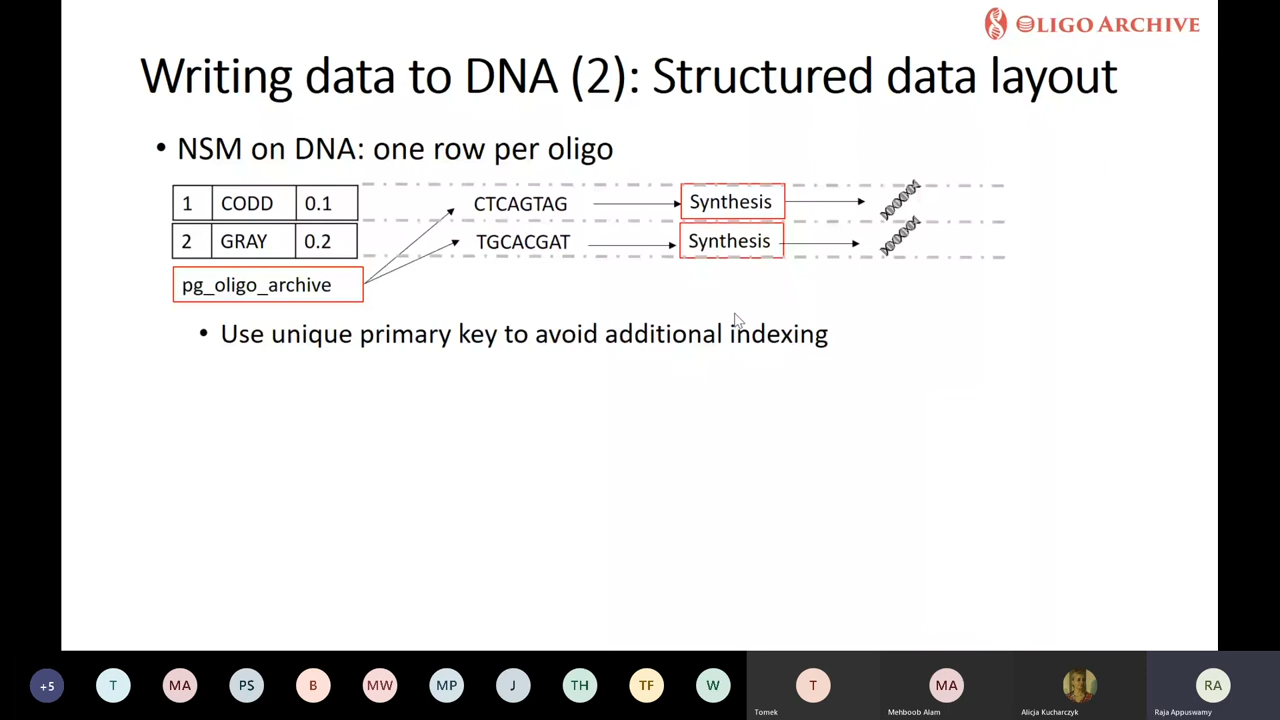 OLIGO ARCHIVE
Writing data to DNA (2): Structured data layout
• NSM on DNA: one row per oligo
1 CODD 0.1 CTCAGTAG Synthesis
2 GRAY 0.2 TGCACGAT Synthesis
pg_oligo_archive
• Use unique primary key to avoid additional indexing
+5 T MA PS B MW MP J TH TF W T MA RA
Tomek Mehboob Alam Alicja Kucharczyk Raja Appuswamy